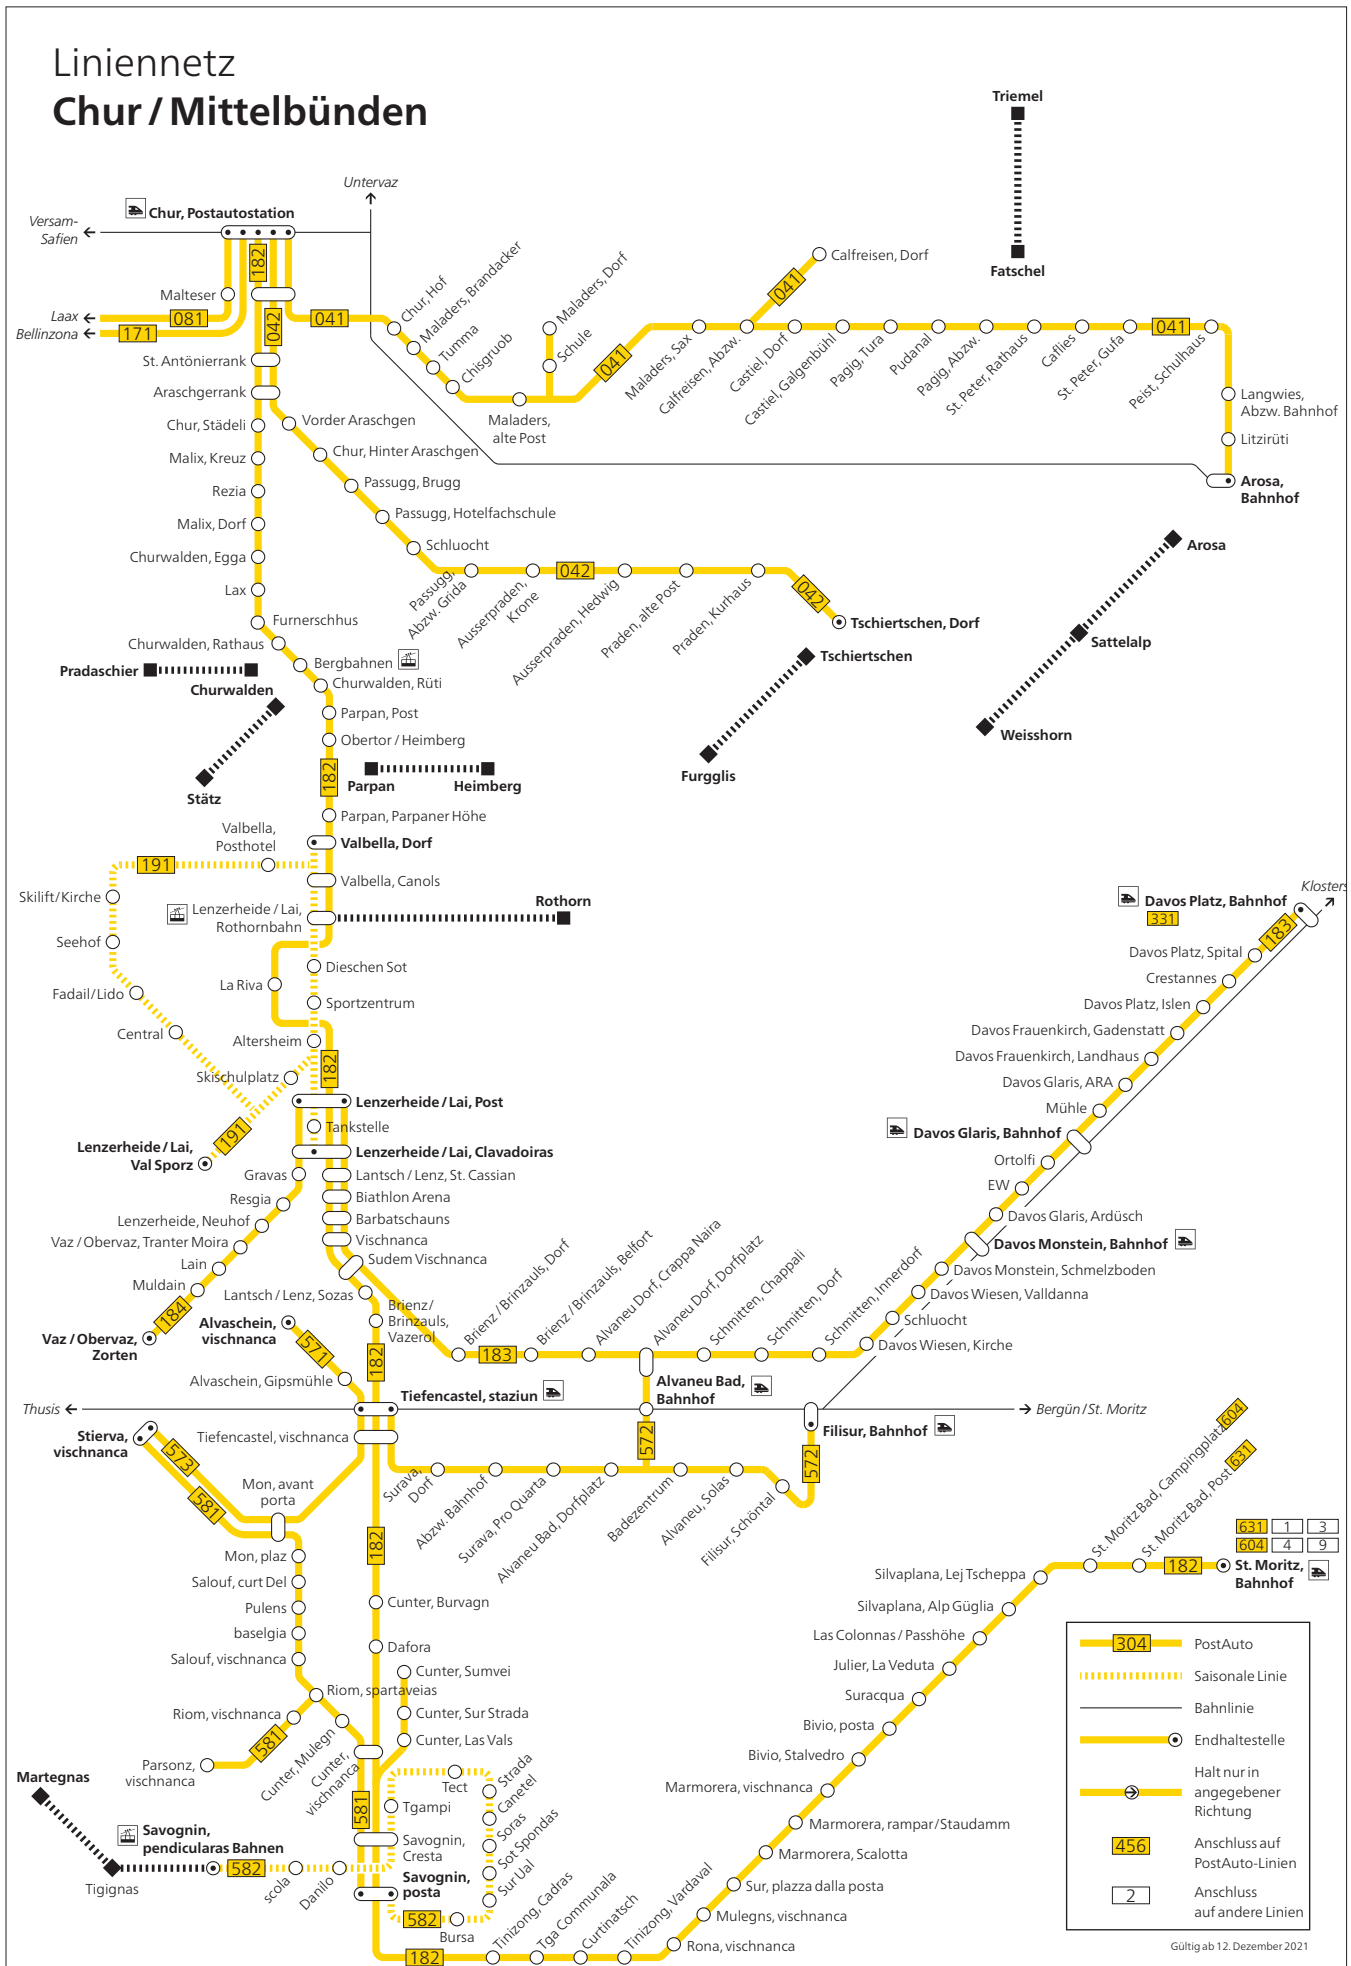 Liniennetz
Chur / Mittelbünden
Triemel
Fatschel
Untervaz
Versam-
Safien
Chur, Postautostation
182
Malteser
Laax
081
Bellinzona
171
042
041
Chur, Hof
Maladers, Brandacker
Tumma
Chisgruob
Maladers,
alte Post
Schule
Maladers, Dorf
041
Maladers, Sax
Calfreisen, Abzw.
041
Calfreisen, Dorf
Castiel, Dorf
Castiel, Galgenbühl
Pagig, Tura
Pudanal
Pagig, Abzw.
St. Peter, Rathaus
Caflies
St. Peter, Gufa
041
Peist, Schulhaus
Langwies,
Abzw. Bahnhof
Litzirüti
Arosa,
Bahnhof
St. Antönierrank
Araschgerrank
Chur, Städeli
Malix, Kreuz
Rezia
Malix, Dorf
Churwalden, Egga
Lax
Furnerschhus
Churwalden, Rathaus
Bergbahnen
Churwalden, Rüti
Parpan, Post
Obertor / Heimberg
182
Parpan, Parpaner Höhe
Vorder Araschgen
Chur, Hinter Araschgen
Passugg, Brugg
Passugg, Hotelfachschule
Schluocht
Passugg,
Abzw. Grida
Ausserpraden,
Krone
042
Ausserpraden, Hedwig
Praden, alte Post
Praden, Kurhaus
042
Tschiertschen, Dorf
Tschiertschen
Furgglis
Arosa
Sattelalp
Weisshorn
Pradaschier
Churwalden
Stätz
Parpan
Heimberg
Valbella,
Posthotel
Valbella, Dorf
191
Valbella, Canols
Skilift/Kirche
Lenzerheide / Lai,
Rothornbahn
Rothorn
Seehof
Dieschen Sot
La Riva
Fadail/Lido
Sportzentrum
Central
Altersheim
Skischulplatz
182
Lenzerheide / Lai, Post
191
Tankstelle
Lenzerheide / Lai,
Val Sporz
Lenzerheide / Lai, Clavadoiras
Gravas
Lantsch / Lenz, St. Cassian
Resgia
Biathlon Arena
Lenzerheide, Neuhof
Barbatschauns
Vaz / Obervaz, Tranter Moira
Vischnanca
Lain
Sudem Vischnanca
Muldain
Lantsch / Lenz, Sozas
184
Vaz / Obervaz,
Zorten
Alvaschein,
vischnanca
Brienz/
Brinzauls,
Vazerol
571
182
Alvaschein, Gipsmühle
Brienz / Brinzauls, Dorf
183
Brienz / Brinzauls, Belfort
Alvaneu Dorf, Crappa Naira
Alvaneu Dorf, Dorfplatz
Schmitten, Chappali
Schmitten, Dorf
Schmitten, Innerdorf
Davos Wiesen, Kirche
Schluocht
Davos Wiesen, Valldanna
Davos Monstein, Schmelzboden
Davos Monstein, Bahnhof
Davos Glaris, Ardüsch
EW
Ortolfi
Davos Glaris, Bahnhof
Mühle
Davos Glaris, ARA
Davos Frauenkirch, Landhaus
Davos Frauenkirch, Gadenstatt
Davos Platz, Islen
Crestannes
Davos Platz, Spital
183
Davos Platz, Bahnhof
331
Klosters
Thusis
Tiefencastel, staziun
Alvaneu Bad,
Bahnhof
Filisur, Bahnhof
Bergün / St. Moritz
Stierva,
vischnanca
Tiefencastel, vischnanca
572
572
Surava,
Dorf
Abzw. Bahnhof
Surava, Pro Quarta
Alvaneu Bad, Dorfplatz
Badezentrum
Alvaneu, Solas
Filisur, Schöntal
573
581
Mon, avant
porta
182
Mon, plaz
Salouf, curt Del
Pulens
baselgia
Salouf, vischnanca
Riom, spartaveias
Riom, vischnanca
581
Parsonz,
vischnanca
Cunter, Mulegn
Cunter,
vischnanca
Cunter, Burvagn
Dafora
Cunter, Sumvei
Cunter, Sur Strada
Cunter, Las Vals
581
Martegnas
Tigignas
Savognin,
pendicularas Bahnen
582
scola
Danilo
Savognin,
Cresta
Tgampi
Tect
Strada
Canetel
Soras
Sot Spondas
Sur Ual
Savognin,
posta
582
Bursa
182
Tinizong, Cadras
Tga Communala
Curtinatsch
Tinizong, Vardaval
Rona, vischnanca
Mulegns, vischnanca
Sur, plazza dalla posta
Marmorera, Scalotta
Marmorera, rampar/Staudamm
Marmorera, vischnanca
Bivio, Stalvedro
Bivio, posta
Suracqua
Julier, La Veduta
Las Colonnas / Passhöhe
Silvaplana, Alp Güglia
Silvaplana, Lej Tscheppa
St. Moritz Bad, Campingplatz
604
St. Moritz Bad, Post
631
182
631 1 3
604 4 9
St. Moritz,
Bahnhof
304 PostAuto
Saisonale Linie
Bahnlinie
Endhaltestelle
Halt nur in
angegebener
Richtung
456 Anschluss auf
PostAuto-Linien
2 Anschluss
auf andere Linien
Gültig ab 12. Dezember 2021